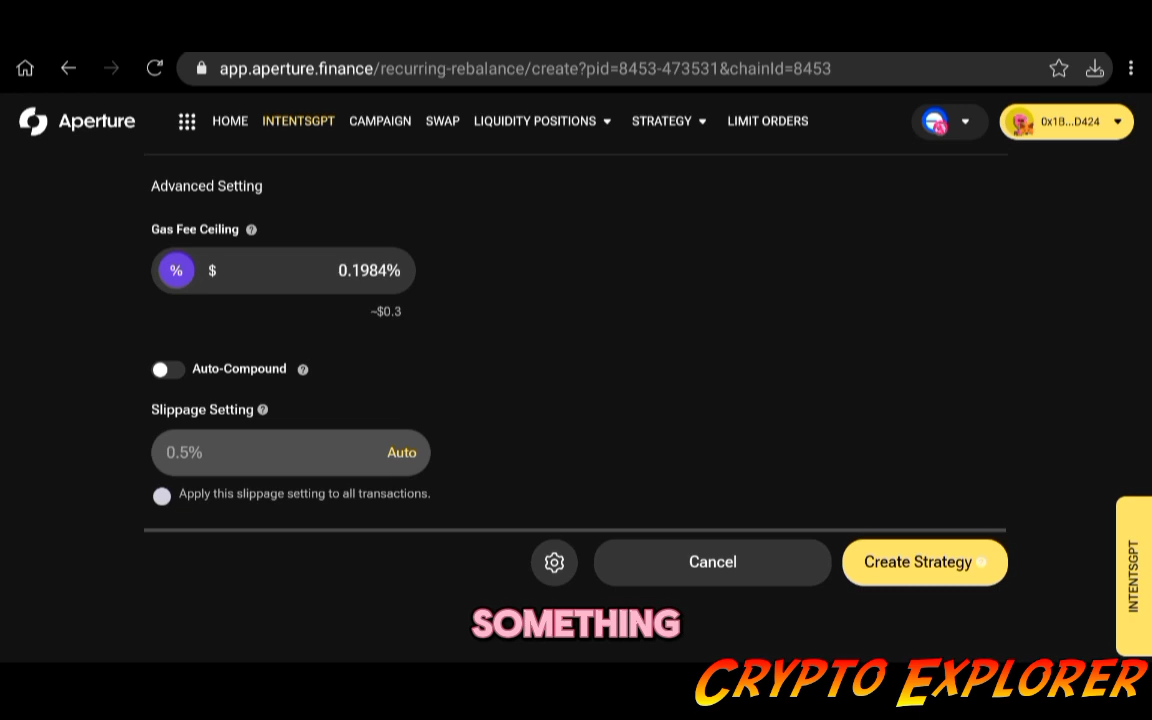 app.aperture.finance/recurring-rebalance/create?pid=8453-473531&chainId=8453
Aperture HOME INTENTSGPT CAMPAIGN SWAP LIQUIDITY POSITIONS STRATEGY LIMIT ORDERS 0x1B...D424
Advanced Setting
Gas Fee Ceiling ?
% $ 0.1984%
~$0.3
Auto-Compound ?
Slippage Setting ?
0.5% Auto
Apply this slippage setting to all transactions.
Cancel Create Strategy
INTENTSGPT
SOMETHING
CRYPTO EXPLORER